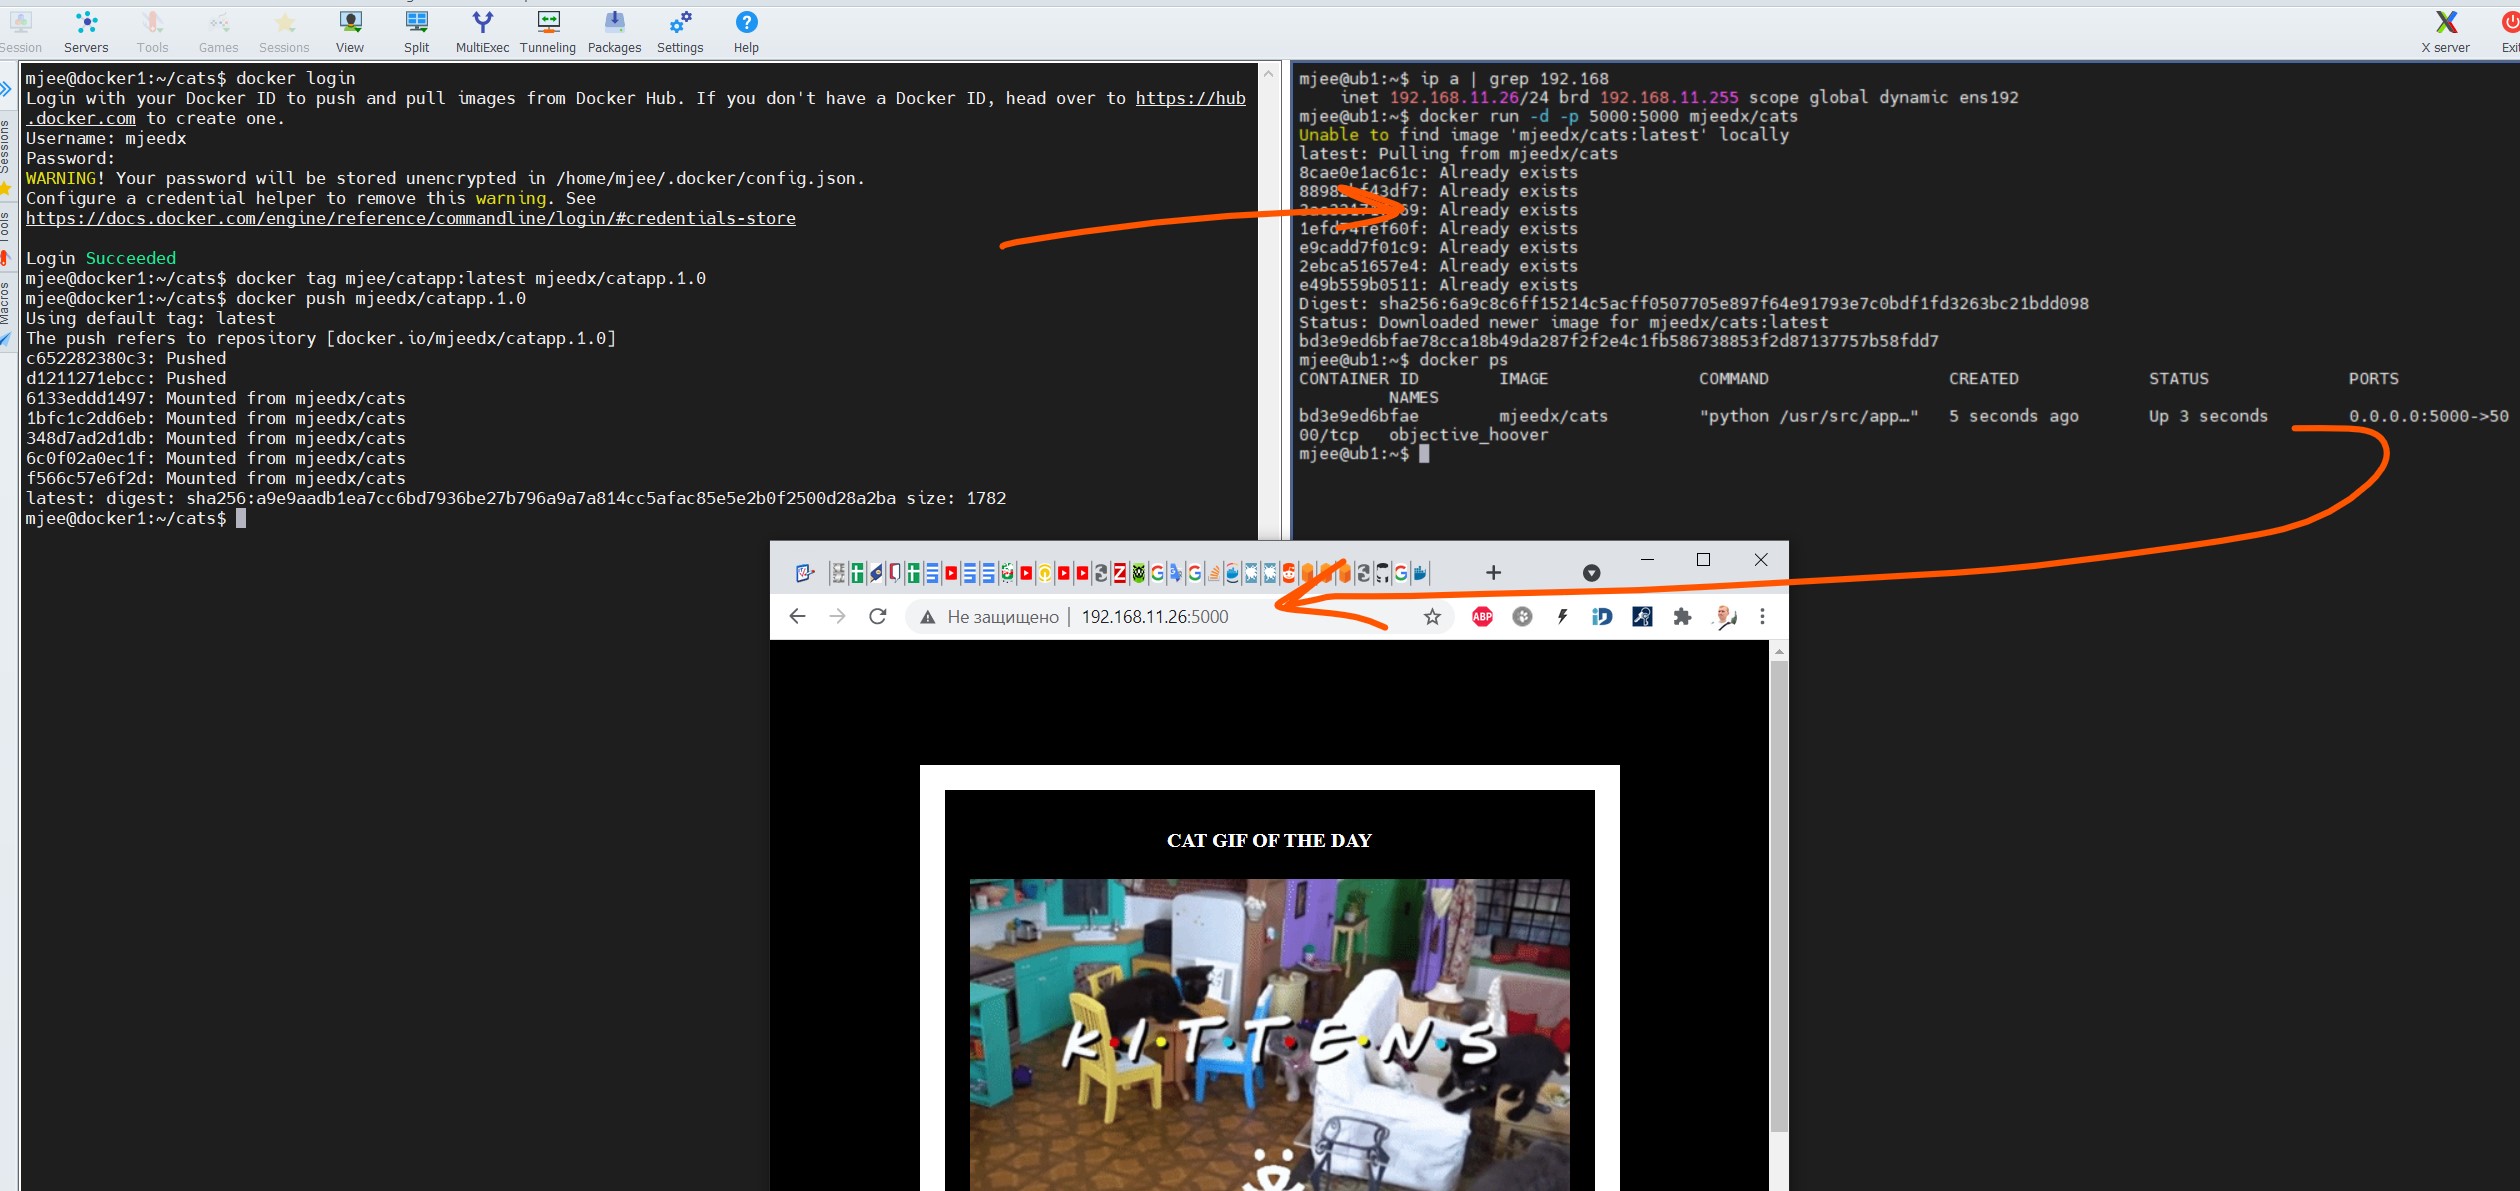 Session
Servers
Tools
Games
Sessions
View
Split
MultiExec
Tunneling
Packages
Settings
Help
X server
Exit
Sessions
Tools
Macros
mjee@docker1:~/cats$ docker login
Login with your Docker ID to push and pull images from Docker Hub. If you don't have a Docker ID, head over to https://hub
.docker.com to create one.
Username: mjeedx
Password:
WARNING! Your password will be stored unencrypted in /home/mjee/.docker/config.json.
Configure a credential helper to remove this warning. See
https://docs.docker.com/engine/reference/commandline/login/#credentials-store
Login Succeeded
mjee@docker1:~/cats$ docker tag mjee/catapp:latest mjeedx/catapp.1.0
mjee@docker1:~/cats$ docker push mjeedx/catapp.1.0
Using default tag: latest
The push refers to repository [docker.io/mjeedx/catapp.1.0]
c652282380c3: Pushed
d1211271ebcc: Pushed
6133eddd1497: Mounted from mjeedx/cats
1bfc1c2dd6eb: Mounted from mjeedx/cats
348d7ad2d1db: Mounted from mjeedx/cats
6c0f02a0ec1f: Mounted from mjeedx/cats
f566c57e6f2d: Mounted from mjeedx/cats
latest: digest: sha256:a9e9aadb1ea7cc6bd7936be27b796a9a7a814cc5afac85e5e2b0f2500d28a2ba size: 1782
mjee@docker1:~/cats$
mjee@ub1:~$ ip a | grep 192.168
inet 192.168.11.26/24 brd 192.168.11.255 scope global dynamic ens192
mjee@ub1:~$ docker run -d -p 5000:5000 mjeedx/cats
Unable to find image 'mjeedx/cats:latest' locally
latest: Pulling from mjeedx/cats
8cae0e1ac61c: Already exists
Already exists
Already exists
1efd74fef60f: Already exists
e9cadd7f01c9: Already exists
2ebca51657e4: Already exists
e49b559b0511: Already exists
Digest: sha256:6a9c8c6ff15214c5acff0507705e897f64e91793e7c0bdf1fd3263bc21bdd098
Status: Downloaded newer image for mjeedx/cats:latest
bd3e9ed6bfae78cca18b49da287f2f2e4c1fb586738853f2d87137757b58fdd7
mjee@ub1:~$ docker ps
CONTAINER ID IMAGE COMMAND CREATED STATUS PORTS
NAMES
bd3e9ed6bfae mjeedx/cats "python /usr/src/app…" 5 seconds ago Up 3 seconds 0.0.0.0:5000->50
00/tcp objective_hoover
mjee@ub1:~$
Не защищено | 192.168.11.26:5000
ABP
CAT GIF OF THE DAY
K·I·T·T·E·N·S